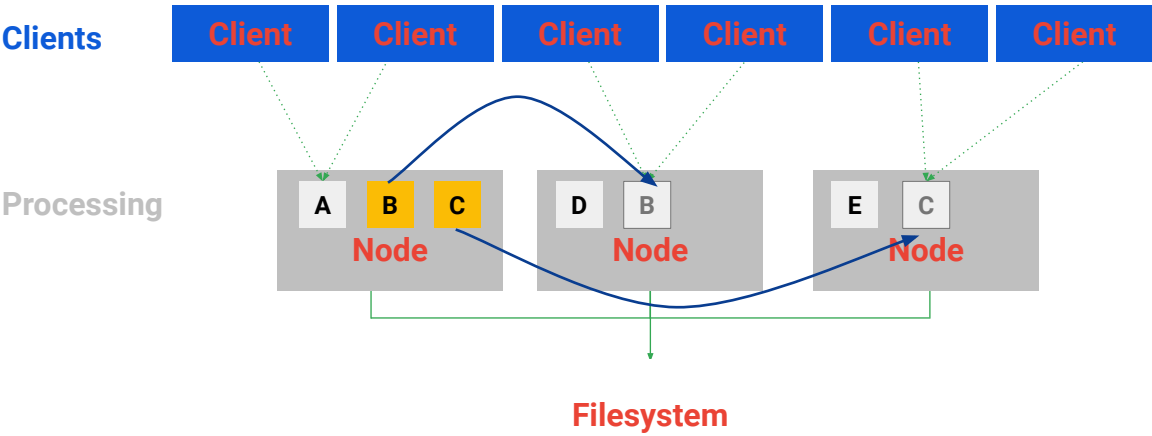 Clients
Client Client Client Client Client Client
Processing
A B C D B E C
Node Node Node
Filesystem